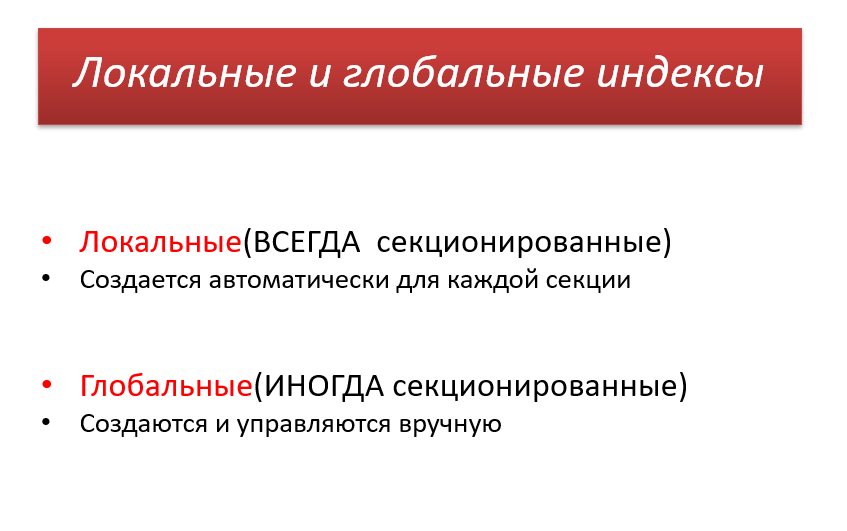 Локальные и глобальные индексы
• Локальные(ВСЕГДА  секционированные)
• Создается автоматически для каждой секции
• Глобальные(ИНОГДА секционированные)
• Создаются и управляются вручную